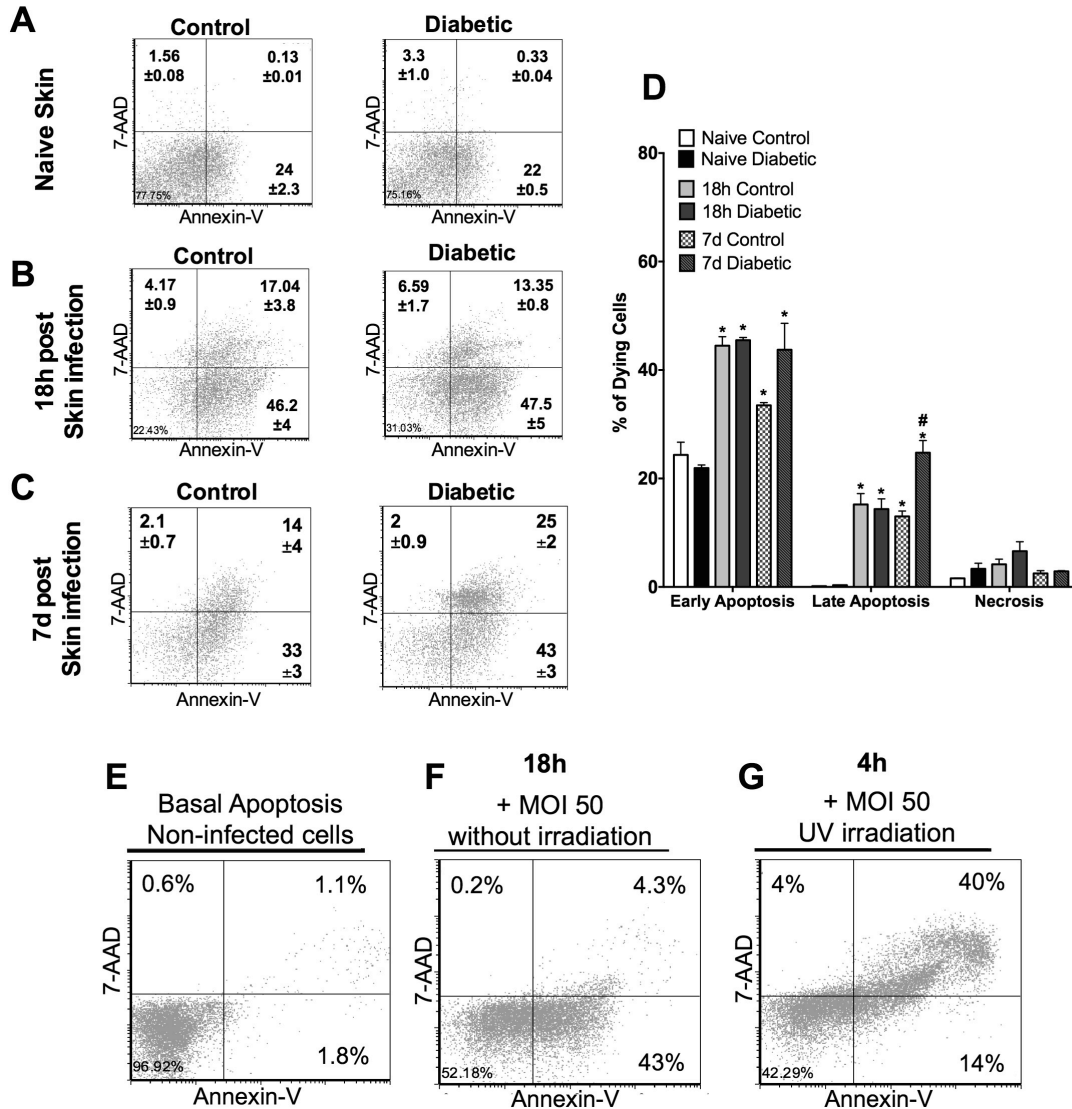 A
Control
Diabetic
Naive Skin
1.56
±0.08
0.13
±0.01
24
±2.3
77.75%
7-AAD
Annexin-V
3.3
±1.0
0.33
±0.04
22
±0.5
75.16%
7-AAD
Annexin-V
B
Control
Diabetic
18h post
Skin infection
4.17
±0.9
17.04
±3.8
46.2
±4
22.43%
7-AAD
Annexin-V
6.59
±1.7
13.35
±0.8
47.5
±5
31.03%
7-AAD
Annexin-V
C
Control
Diabetic
7d post
Skin infection
2.1
±0.7
14
±4
33
±3
7-AAD
Annexin-V
2
±0.9
25
±2
43
±3
7-AAD
Annexin-V
D
Naive Control
Naive Diabetic
18h Control
18h Diabetic
7d Control
7d Diabetic
% of Dying Cells
80
60
40
20
0
* * * *
* * * # *
Early Apoptosis Late Apoptosis Necrosis
E
Basal Apoptosis
Non-infected cells
0.6%
1.1%
1.8%
96.92%
7-AAD
Annexin-V
F
18h
+ MOI 50
without irradiation
0.2%
4.3%
43%
52.18%
7-AAD
Annexin-V
G
4h
+ MOI 50
UV irradiation
4%
40%
14%
42.29%
7-AAD
Annexin-V